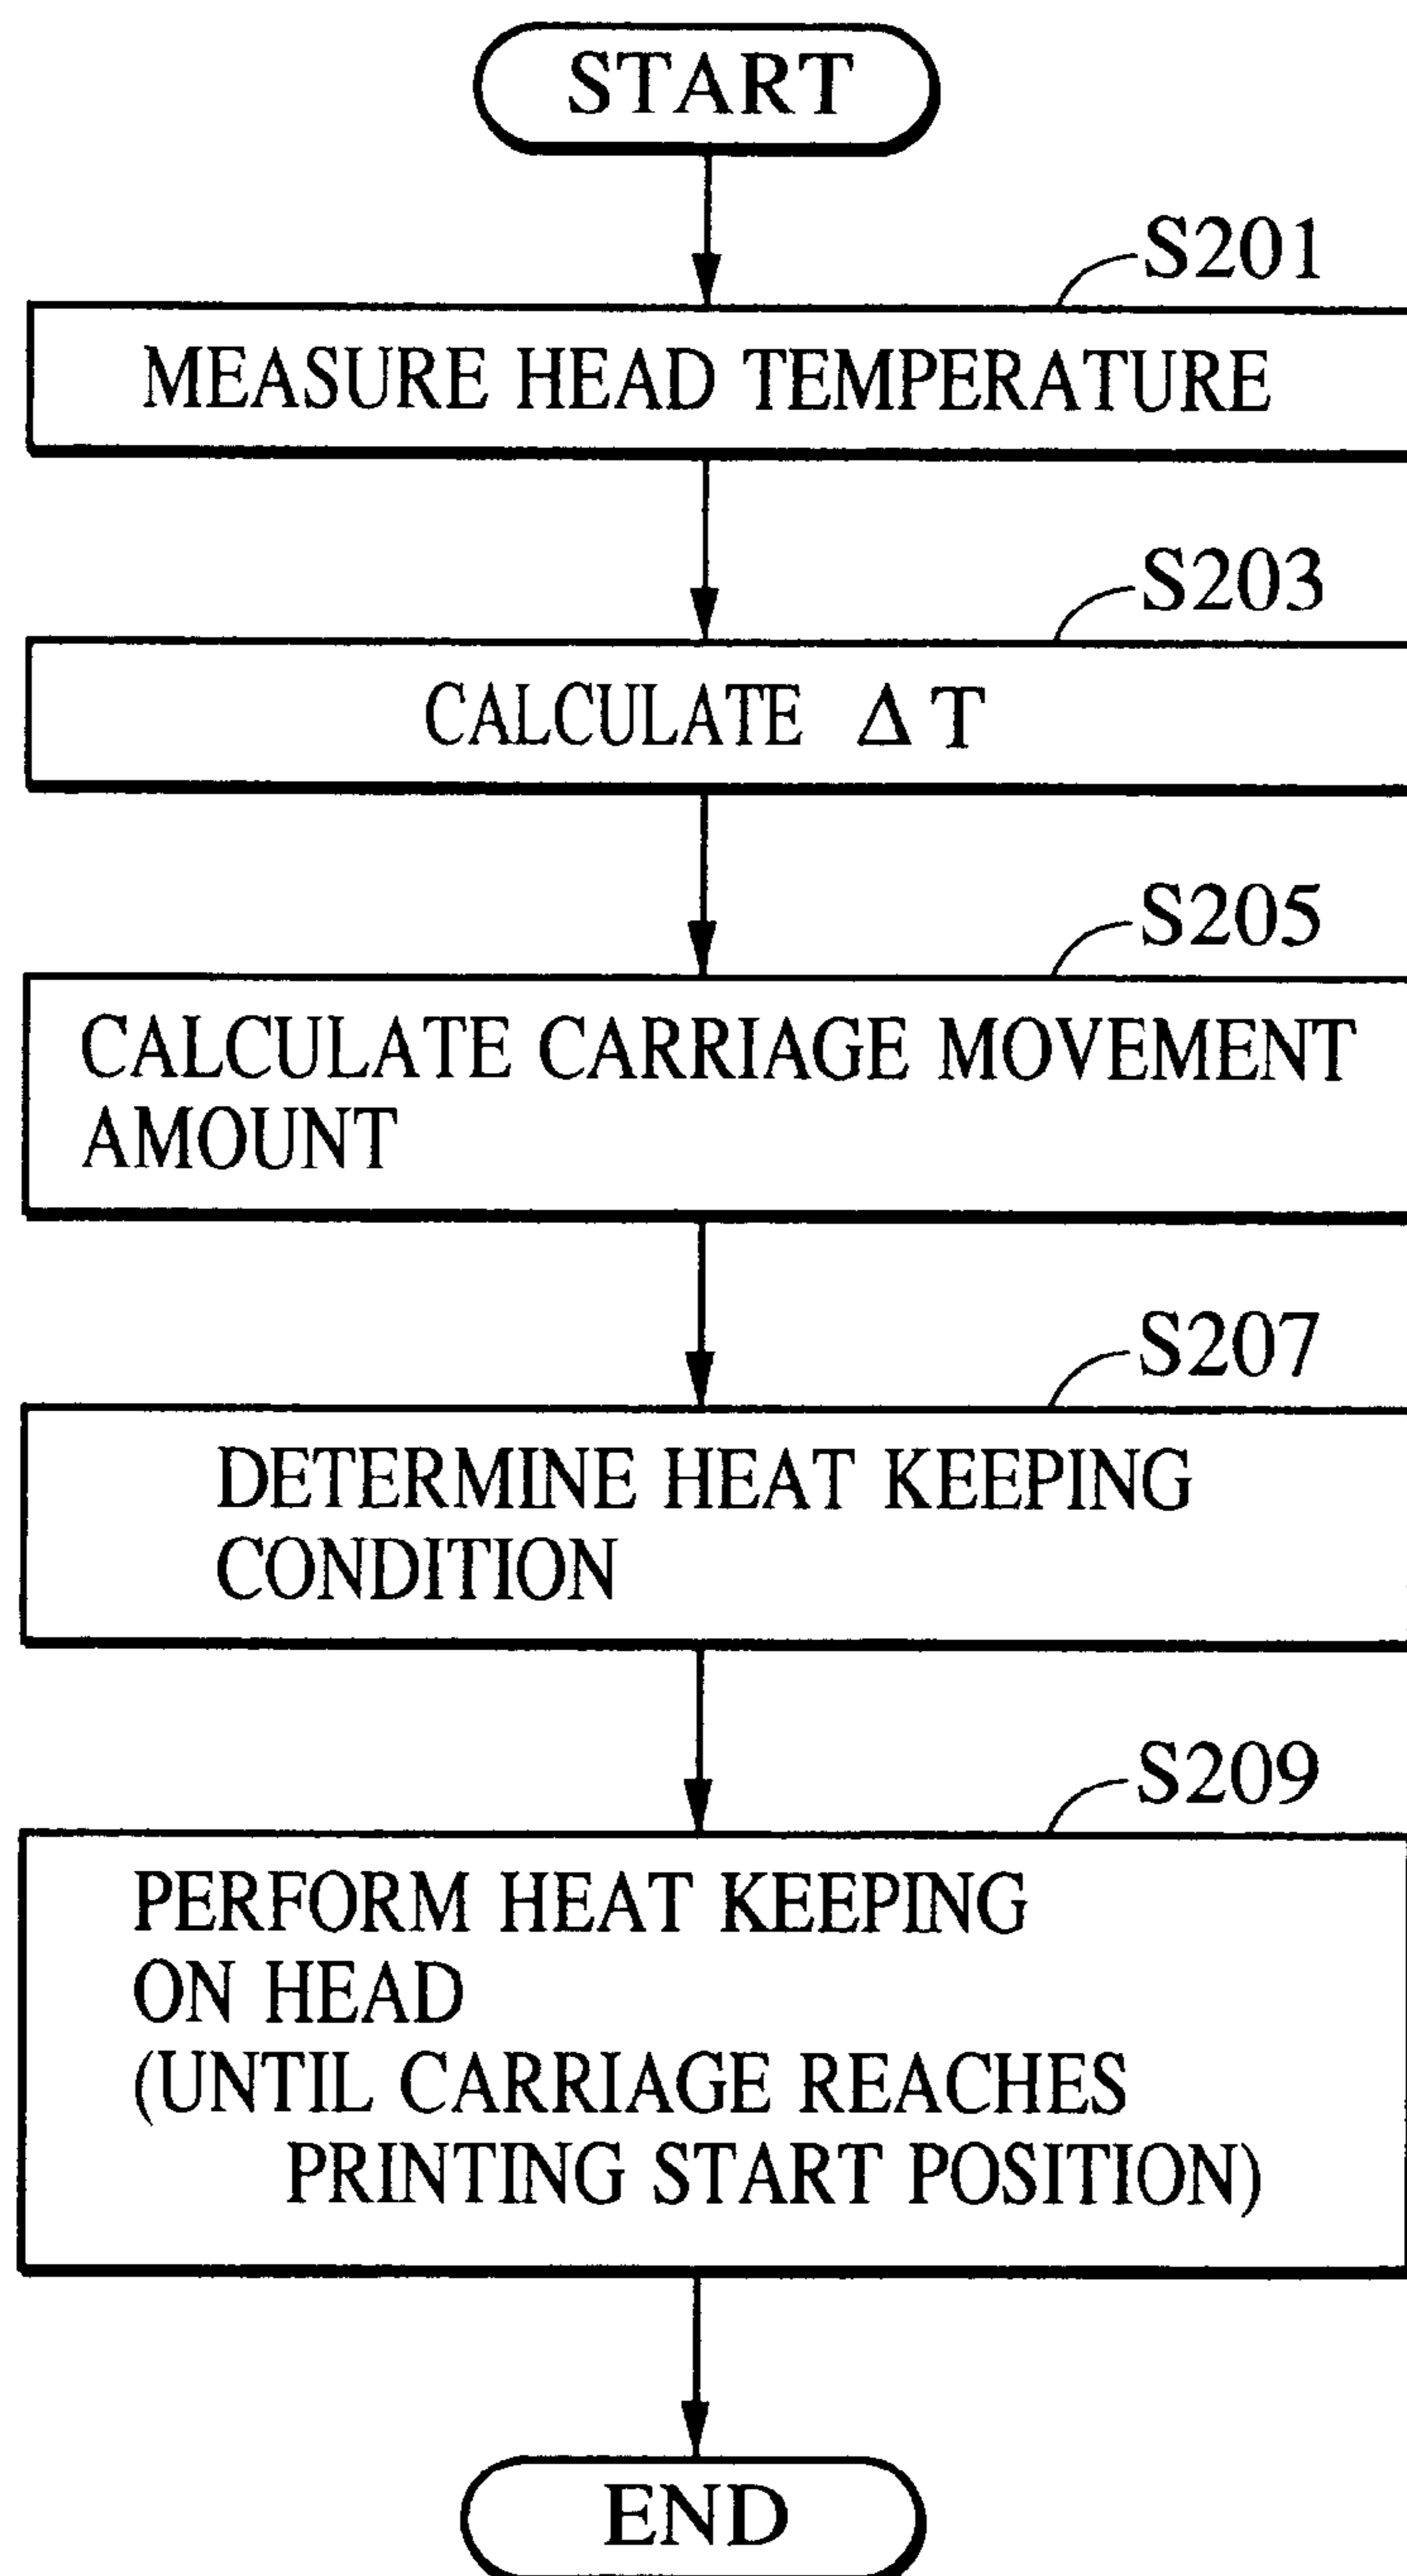 START
S201
MEASURE HEAD TEMPERATURE
S203
CALCULATE Δ T
S205
CALCULATE CARRIAGE MOVEMENT
AMOUNT
S207
DETERMINE HEAT KEEPING
CONDITION
S209
PERFORM HEAT KEEPING
ON HEAD
(UNTIL CARRIAGE REACHES
PRINTING START POSITION)
END